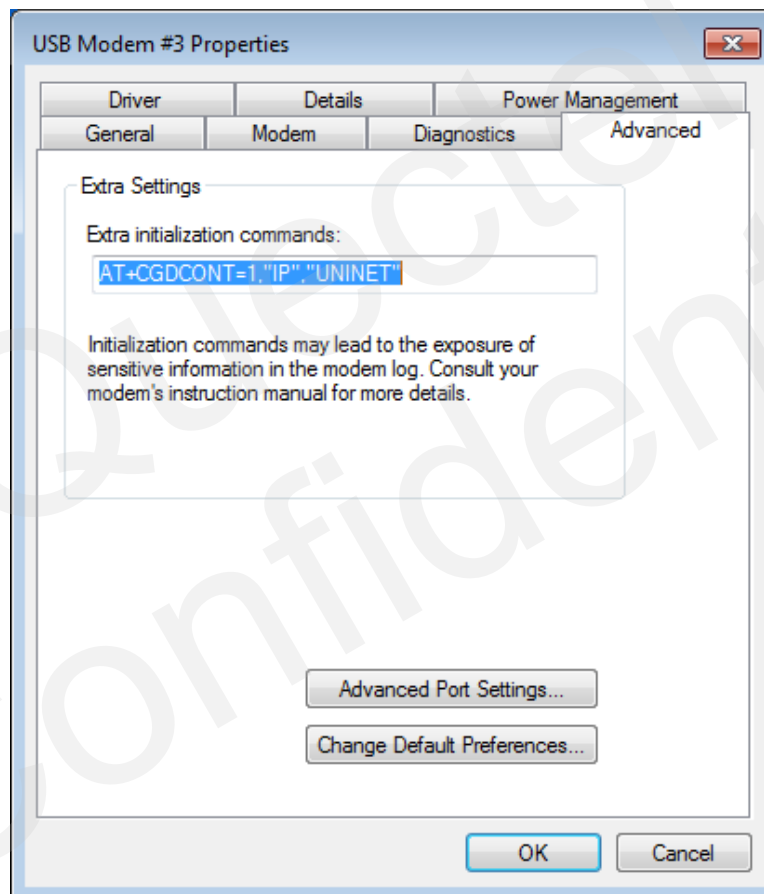 USB Modem #3 Properties
Driver Details Power Management
General Modem Diagnostics Advanced
Extra Settings
Extra initialization commands:
AT+CGDCONT=1,"IP","UNINET"
Initialization commands may lead to the exposure of
sensitive information in the modem log. Consult your
modem's instruction manual for more details.
Advanced Port Settings...
Change Default Preferences...
OK Cancel
Quectel
Confident